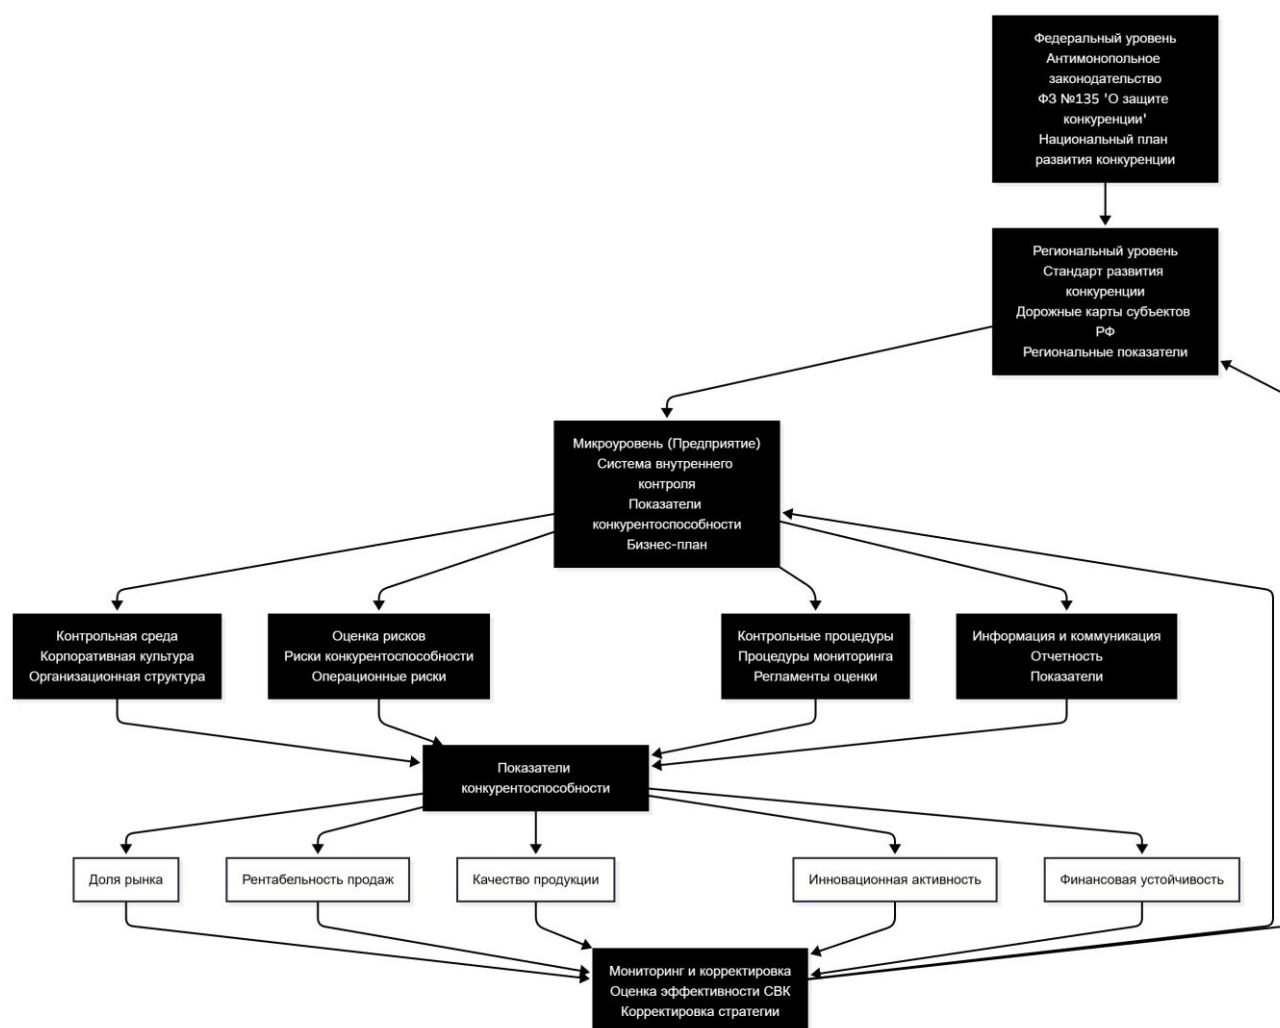 Федеральный уровень
Антимонопольное
законодательство
ФЗ №135 'О защите
конкуренции'
Национальный план
развития конкуренции
Региональный уровень
Стандарт развития
конкуренции
Дорожные карты субъектов
РФ
Региональные показатели
Микроуровень (Предприятие)
Система внутреннего
контроля
Показатели
конкурентоспособности
Бизнес-план
Контрольная среда
Корпоративная культура
Организационная структура
Оценка рисков
Риски конкурентоспособности
Операционные риски
Контрольные процедуры
Процедуры мониторинга
Регламенты оценки
Информация и коммуникация
Отчетность
Показатели
Показатели
конкурентоспособности
Доля рынка
Рентабельность продаж
Качество продукции
Инновационная активность
Финансовая устойчивость
Мониторинг и корректировка
Оценка эффективности СВК
Корректировка стратегии